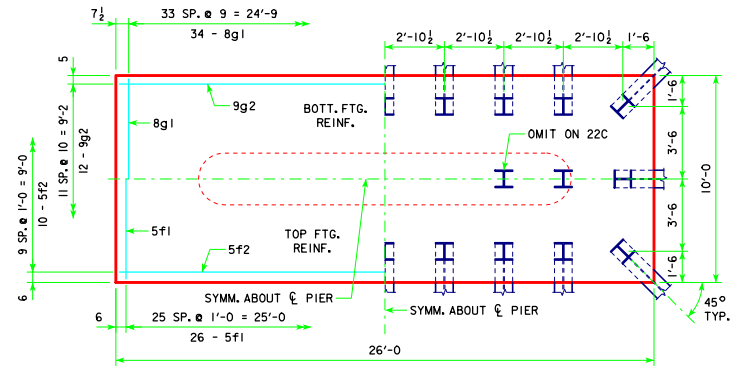 7½
33 SP. @ 9 = 24'-9
34 - 8g1
2'-10½
2'-10½
2'-10½
2'-10½
1'-6
5
11 SP. @ 10 = 9'-2
12 - 9g2
9 SP. @ 1'-0 = 9'-0
10 - 5f2
6
9g2
BOTT. FTG.
REINF.
8g1
OMIT ON 22C
1'-6
3'-6
10'-0
3'-6
1'-6
5f1
TOP FTG.
REINF.
5f2
SYMM. ABOUT ℄ PIER
SYMM. ABOUT ℄ PIER
45°
TYP.
6
25 SP. @ 1'-0 = 25'-0
26 - 5f1
26'-0